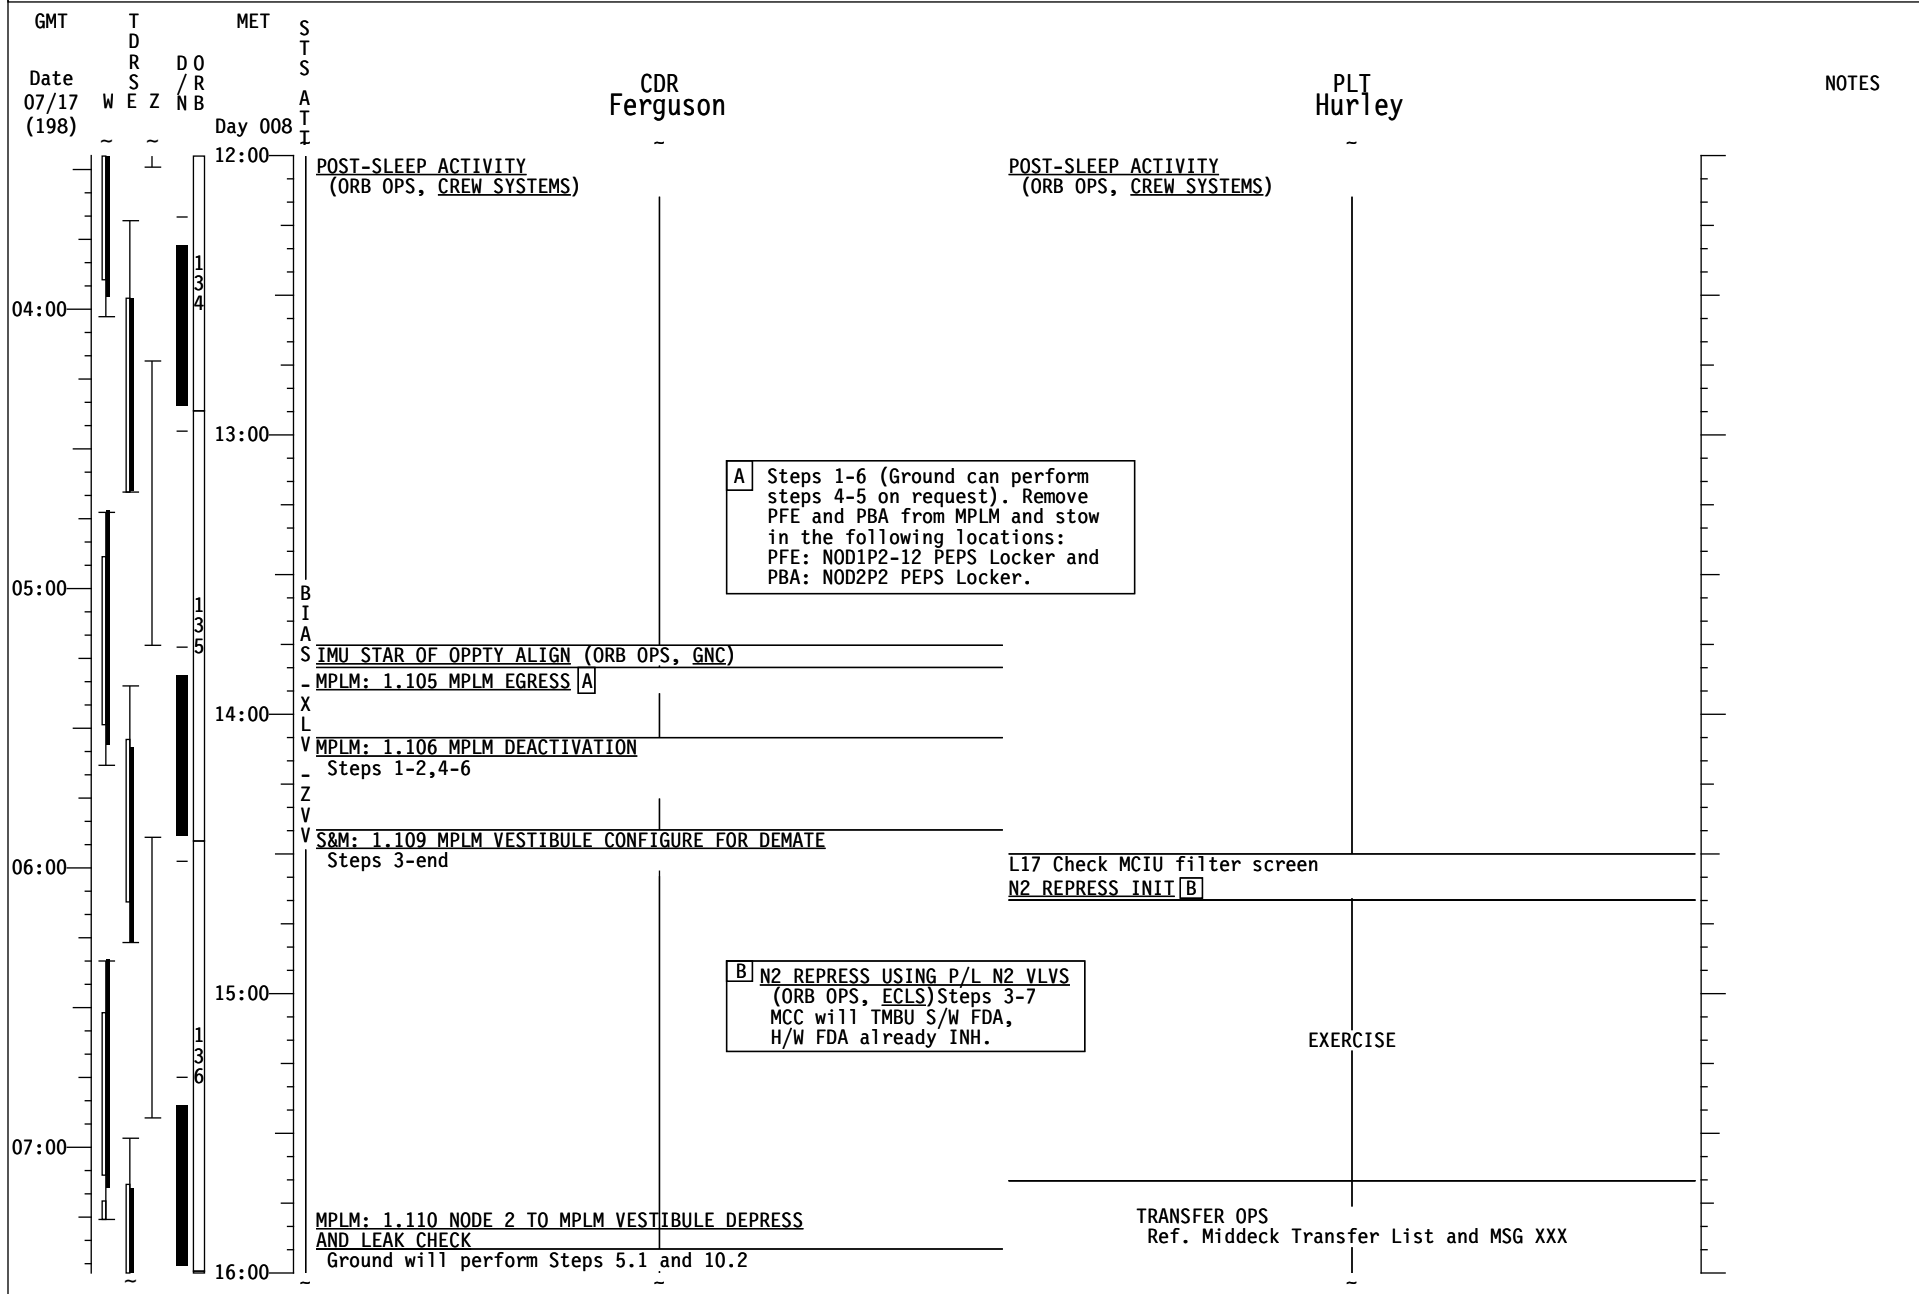 GMT
TDRSE
MET
STS ATT
D/N
ORB
Date
07/17
(198)
W E Z
Day 008
CDR
Ferguson
PLT
Hurley
NOTES
~ ~ ~ ~
12:00
POST-SLEEP ACTIVITY
(ORB OPS, CREW SYSTEMS)
POST-SLEEP ACTIVITY
(ORB OPS, CREW SYSTEMS)
134
04:00
13:00
A Steps 1-6 (Ground can perform
steps 4-5 on request). Remove
PFE and PBA from MPLM and stow
in the following locations:
PFE: NOD1P2-12 PEPS Locker and
PBA: NOD2P2 PEPS Locker.
05:00
135
BIAS -XLV -ZVV
IMU STAR OF OPPTY ALIGN (ORB OPS, GNC)
MPLM: 1.105 MPLM EGRESS A
14:00
MPLM: 1.106 MPLM DEACTIVATION
Steps 1-2,4-6
S&M: 1.109 MPLM VESTIBULE CONFIGURE FOR DEMATE
Steps 3-end
06:00
L17 Check MCIU filter screen
N2 REPRESS INIT B
B N2 REPRESS USING P/L N2 VLVS
(ORB OPS, ECLS)Steps 3-7
MCC will TMBU S/W FDA,
H/W FDA already INH.
15:00
136
EXERCISE
07:00
MPLM: 1.110 NODE 2 TO MPLM VESTIBULE DEPRESS
AND LEAK CHECK
Ground will perform Steps 5.1 and 10.2
TRANSFER OPS
Ref. Middeck Transfer List and MSG XXX
16:00
~ ~ ~ ~